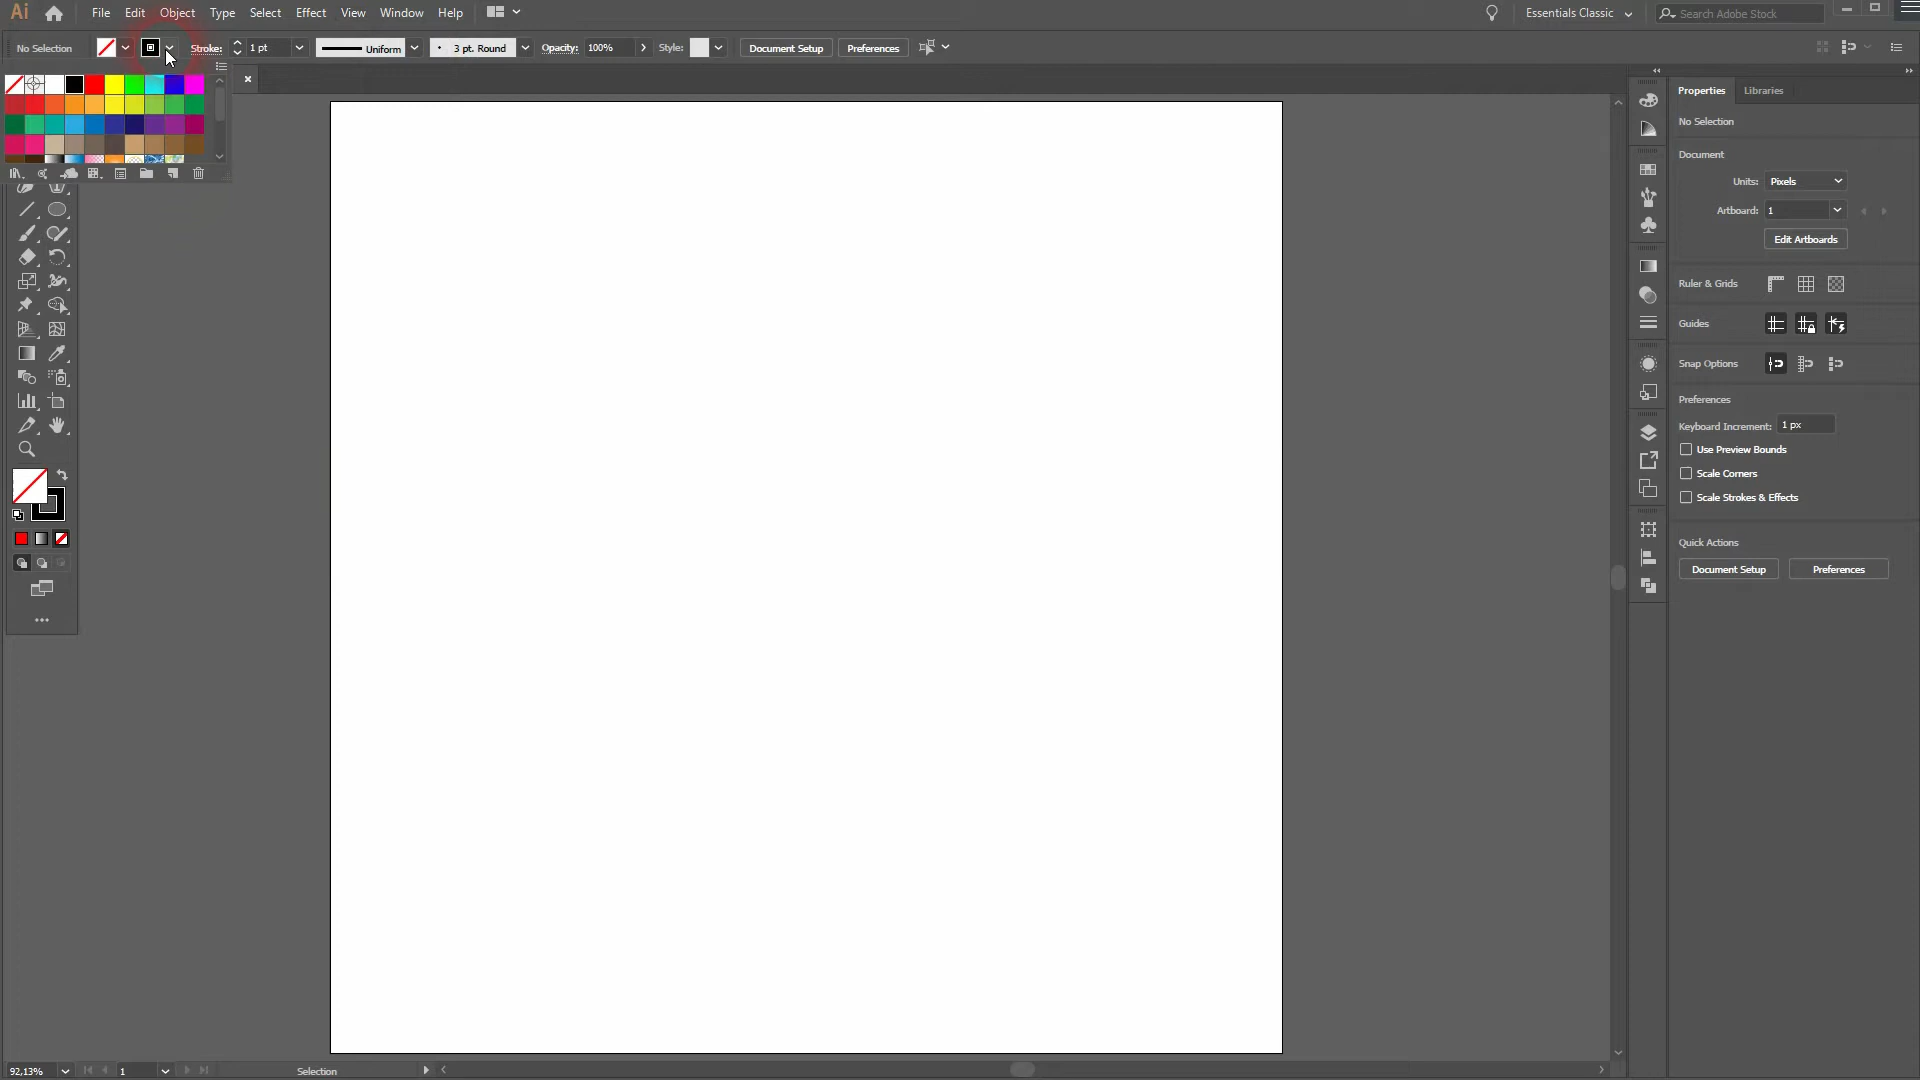 Ai File Edit Object Type Select Effect View Window Help Essentials Classic Search Adobe Stock
No Selection Stroke: 1 pt Uniform 3 pt. Round Opacity: 100% Style: Document Setup Preferences
Properties Libraries
No Selection
Document
Units: Pixels
Artboard: 1
Edit Artboards
Ruler & Grids
Guides
Snap Options
Preferences
Keyboard Increment: 1 px
Use Preview Bounds
Scale Corners
Scale Strokes & Effects
Quick Actions
Document Setup Preferences
92,13% 1 Selection